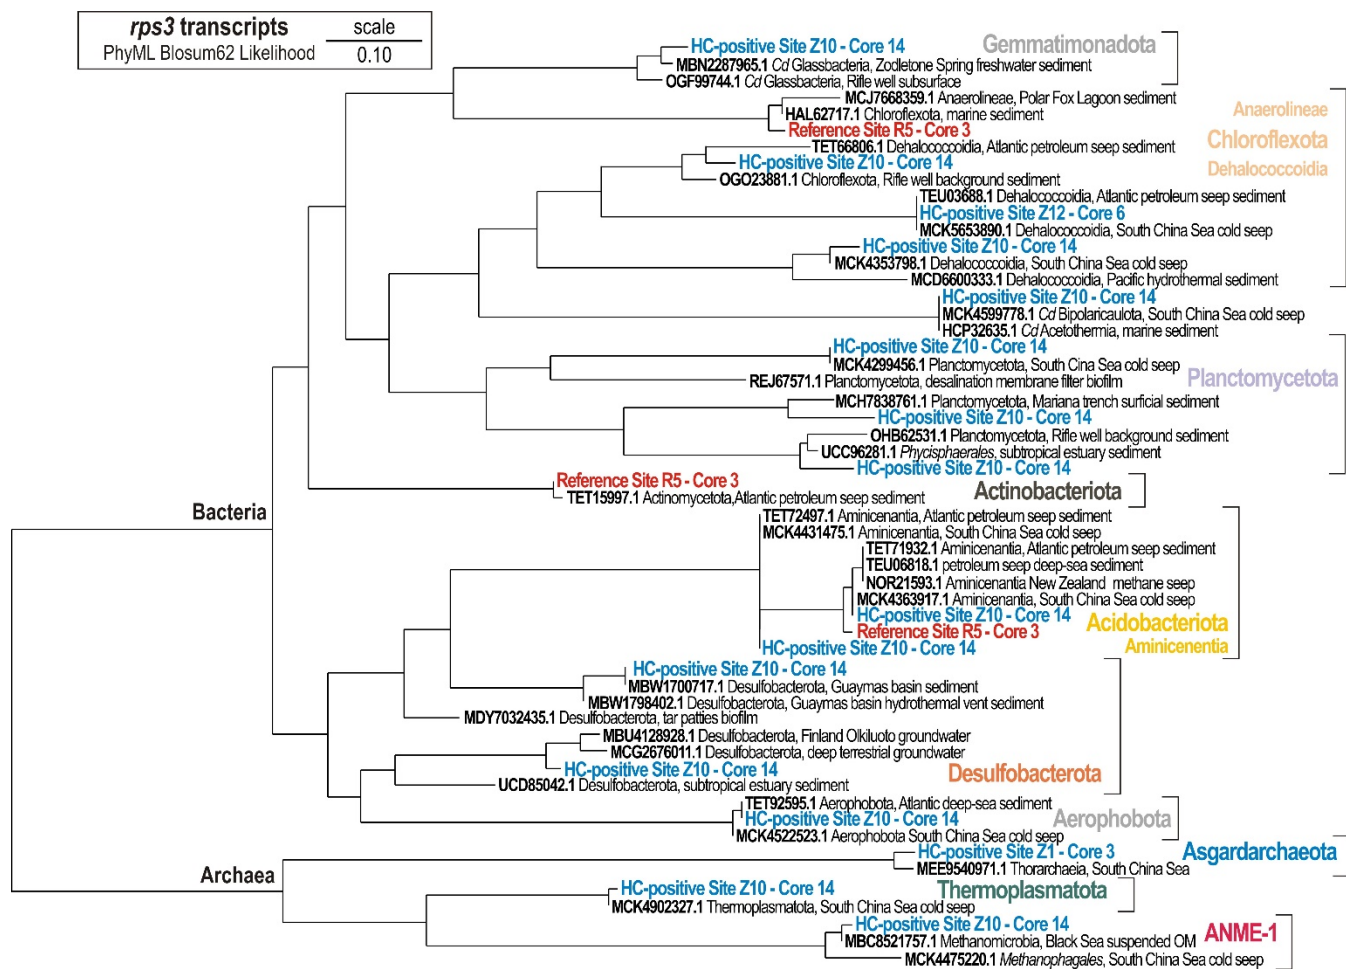 rps3 transcripts
scale
PhyML Blosum62 Likelihood
0.10
HC-positive Site Z10 - Core 14
Gemmatimonadota
MBN2287965.1 Cd Glassbacteria, Zodletone Spring freshwater sediment
OGF99744.1 Cd Glassbacteria, Rifle well subsurface
MCJ7668359.1 Anaerolineae, Polar Fox Lagoon sediment
HAL62717.1 Chloroflexota, marine sediment
Anaerolineae
Reference Site R5 - Core 3
Chloroflexota
TET66806.1 Dehalococcoidia, Atlantic petroleum seep sediment
HC-positive Site Z10 - Core 14
Dehalococcoidia
OGO23881.1 Chloroflexota, Rifle well background sediment
TEU03688.1 Dehalococcoidia, Atlantic petroleum seep sediment
HC-positive Site Z12 - Core 6
MCK5653890.1 Dehalococcoidia, South China Sea cold seep
HC-positive Site Z10 - Core 14
MCK4353798.1 Dehalococcoidia, South China Sea cold seep
MCD6600333.1 Dehalococcoidia, Pacific hydrothermal sediment
HC-positive Site Z10 - Core 14
MCK4599778.1 Cd Bipolaricaulota, South China Sea cold seep
HCP32635.1 Cd Acetothermia, marine sediment
HC-positive Site Z10 - Core 14
MCK4299456.1 Planctomycetota, South Cina Sea cold seep
REJ67571.1 Planctomycetota, desalination membrane filter biofilm
Planctomycetota
MCH7838761.1 Planctomycetota, Mariana trench surficial sediment
HC-positive Site Z10 - Core 14
OHB62531.1 Planctomycetota, Rifle well background sediment
UCC96281.1 Phycisphaerales, subtropical estuary sediment
HC-positive Site Z10 - Core 14
Reference Site R5 - Core 3
Actinobacteriota
TET15997.1 Actinomycetota,Atlantic petroleum seep sediment
Bacteria
TET72497.1 Aminicenantia, Atlantic petroleum seep sediment
MCK4431475.1 Aminicenantia, South China Sea cold seep
TET71932.1 Aminicenantia, Atlantic petroleum seep sediment
TEU06818.1 petroleum seep deep-sea sediment
NOR21593.1 Aminicenantia New Zealand methane seep
MCK4363917.1 Aminicenantia, South China Sea cold seep
HC-positive Site Z10 - Core 14
Acidobacteriota
Reference Site R5 - Core 3
HC-positive Site Z10 - Core 14
Aminicenentia
HC-positive Site Z10 - Core 14
MBW1700717.1 Desulfobacterota, Guaymas basin sediment
MBW1798402.1 Desulfobacterota, Guaymas basin hydrothermal vent sediment
MDY7032435.1 Desulfobacterota, tar patties biofilm
MBU4128928.1 Desulfobacterota, Finland Olkiluoto groundwater
MCG2676011.1 Desulfobacterota, deep terrestrial groundwater
HC-positive Site Z10 - Core 14
Desulfobacterota
UCD85042.1 Desulfobacterota, subtropical estuary sediment
TET92595.1 Aerophobota, Atlantic deep-sea sediment
HC-positive Site Z10 - Core 14
Aerophobota
MCK4522523.1 Aerophobota South China Sea cold seep
HC-positive Site Z1 - Core 3
Asgardarchaeota
MEE9540971.1 Thorarchaeia, South China Sea
Archaea
HC-positive Site Z10 - Core 14
Thermoplasmatota
MCK4902327.1 Thermoplasmatota, South China Sea cold seep
HC-positive Site Z10 - Core 14
ANME-1
MBC8521757.1 Methanomicrobia, Black Sea suspended OM
MCK4475220.1 Methanophagales, South China Sea cold seep